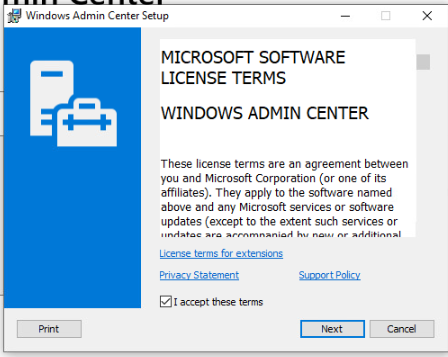 Windows Admin Center Setup
MICROSOFT SOFTWARE
LICENSE TERMS
WINDOWS ADMIN CENTER
These license terms are an agreement between
you and Microsoft Corporation (or one of its
affiliates). They apply to the software named
above and any Microsoft services or software
updates (except to the extent such services or
updates are accompanied by new or additional
License terms for extensions
Privacy Statement
Support Policy
I accept these terms
Print
Next
Cancel